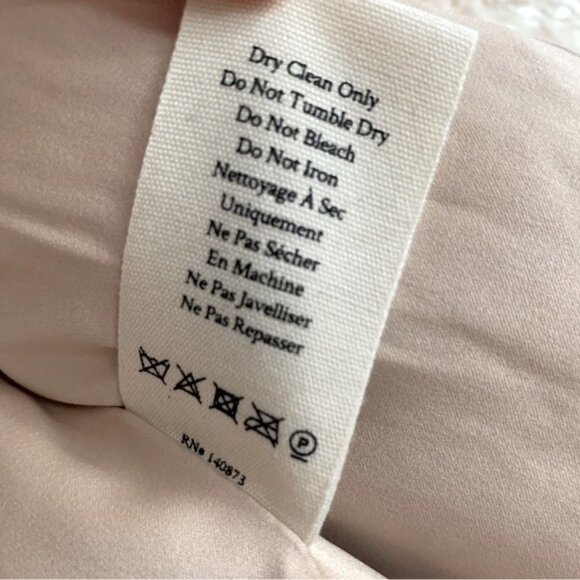 Dry Clean Only
Do Not Tumble Dry
Do Not Bleach
Do Not Iron
Nettoyage À Sec
Uniquement
Ne Pas Sécher
En Machine
Ne Pas Javelliser
Ne Pas Repasser
P
RN# 140873